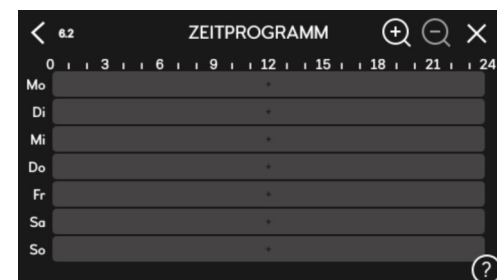 6.2 ZEITPROGRAMM
0 3 6 9 12 15 18 21 24
Mo
Di
Mi
Do
Fr
Sa
So
?